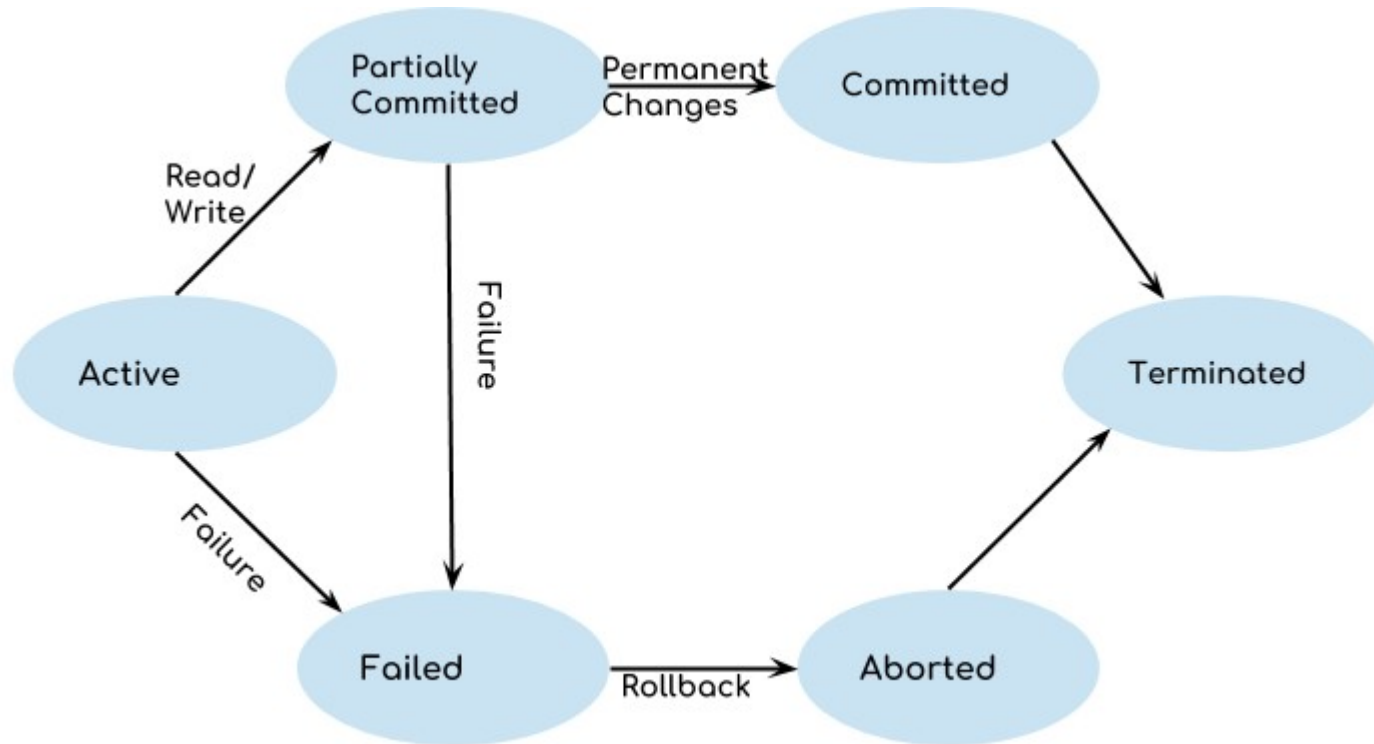 Partially
Committed
Permanent
Changes
Committed
Read/
Write
Failure
Active
Terminated
Failure
Failed
Rollback
Aborted